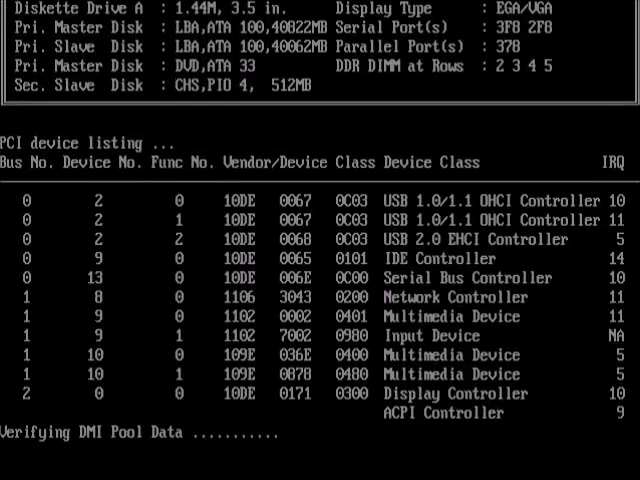 Diskette Drive A : 1.44M, 3.5 in. Display Type : EGA/VGA
Pri. Master Disk : LBA,ATA 100,40822MB Serial Port(s) : 3F8 2F8
Pri. Slave Disk : LBA,ATA 100,40062MB Parallel Port(s) : 378
Pri. Master Disk : DVD,ATA 33 DDR DIMM at Rows : 2 3 4 5
Sec. Slave Disk : CHS,PIO 4, 512MB
PCI device listing ...
Bus No. Device No. Func No. Vendor/Device Class Device Class IRQ
0 2 0 10DE 0067 0C03 USB 1.0/1.1 OHCI Controller 10
0 2 1 10DE 0067 0C03 USB 1.0/1.1 OHCI Controller 11
0 2 2 10DE 0068 0C03 USB 2.0 EHCI Controller 5
0 9 0 10DE 0065 0101 IDE Controller 14
0 13 0 10DE 006E 0C00 Serial Bus Controller 10
1 8 0 1106 3043 0200 Network Controller 11
1 9 0 1102 0002 0401 Multimedia Device 11
1 9 1 1102 7002 0980 Input Device NA
1 10 0 109E 036E 0400 Multimedia Device 5
1 10 1 109E 0878 0480 Multimedia Device 5
2 0 0 10DE 0171 0300 Display Controller 10
ACPI Controller 9
Verifying DMI Pool Data ...........